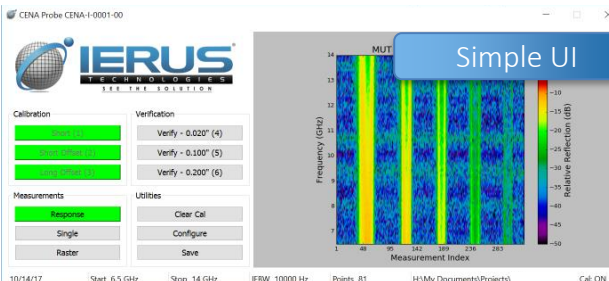 CENA Probe CENA-I-0001-00
IERUS
TECHNOLOGIES
SEE THE SOLUTION
Simple UI
MUT
Calibration
Verification
Short (1)
Verify - 0.020" (4)
Short Offset (2)
Verify - 0.100" (5)
Long Offset (3)
Verify - 0.200" (6)
Measurements
Utilities
Response
Clear Cal
Single
Configure
Raster
Save
Frequency (GHz)
14
13
12
11
10
9
8
7
1 48 95 142 189 236 283
Measurement Index
−10
−15
−20
−25
−30
−35
−40
−45
−50
Relative Reflection (dB)
10/14/17 Start 6.5 GHz Stop 14 GHz IFBW 10000 Hz Points 81 H:\My Documents\Projects\ Cal: ON